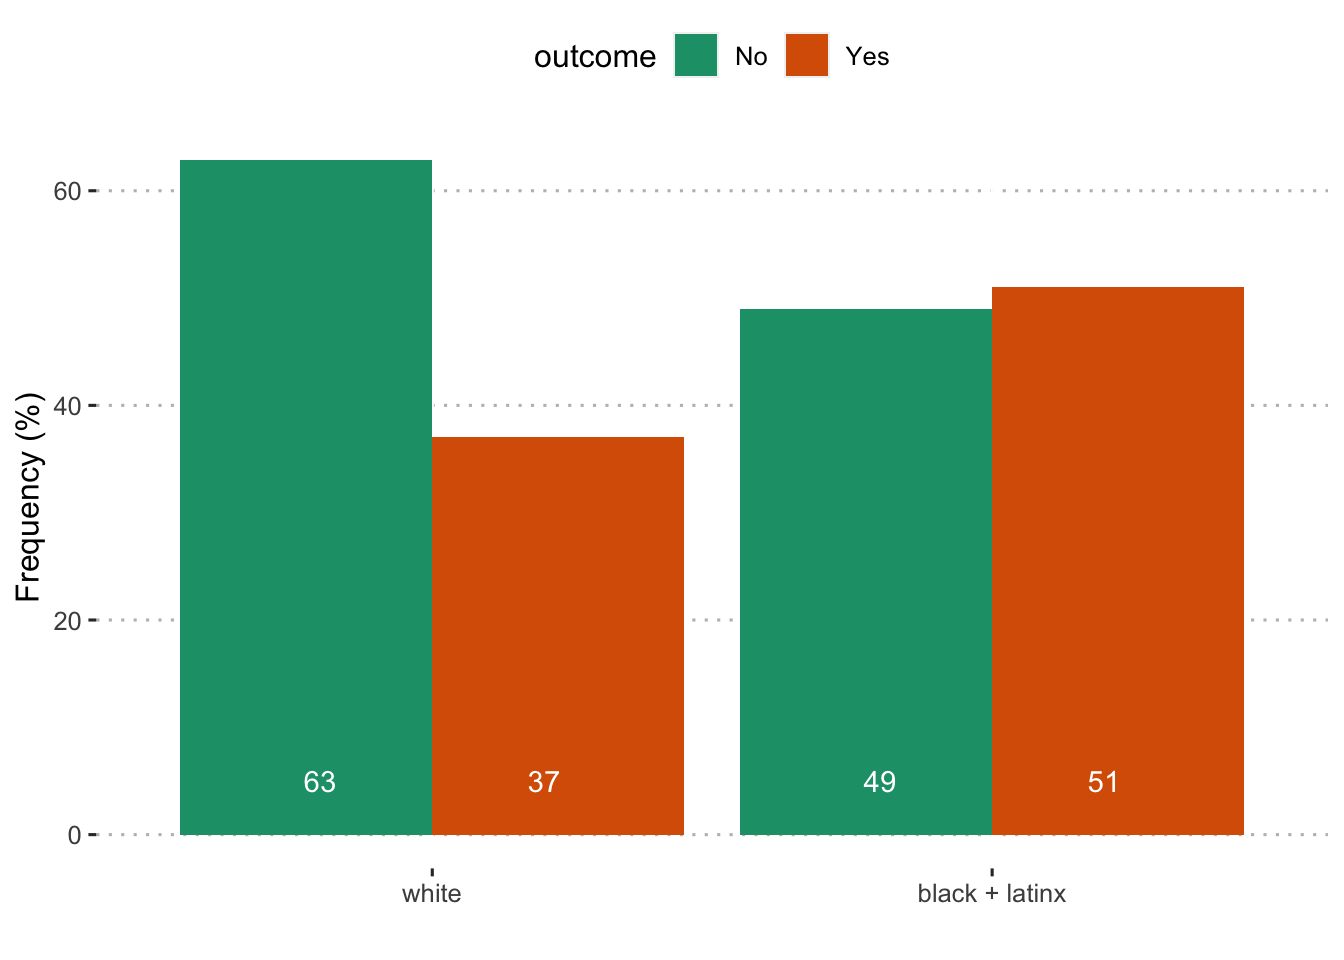 outcome No Yes
Frequency (%)
60
40
20
0
63 37 49 51
white black + latinx